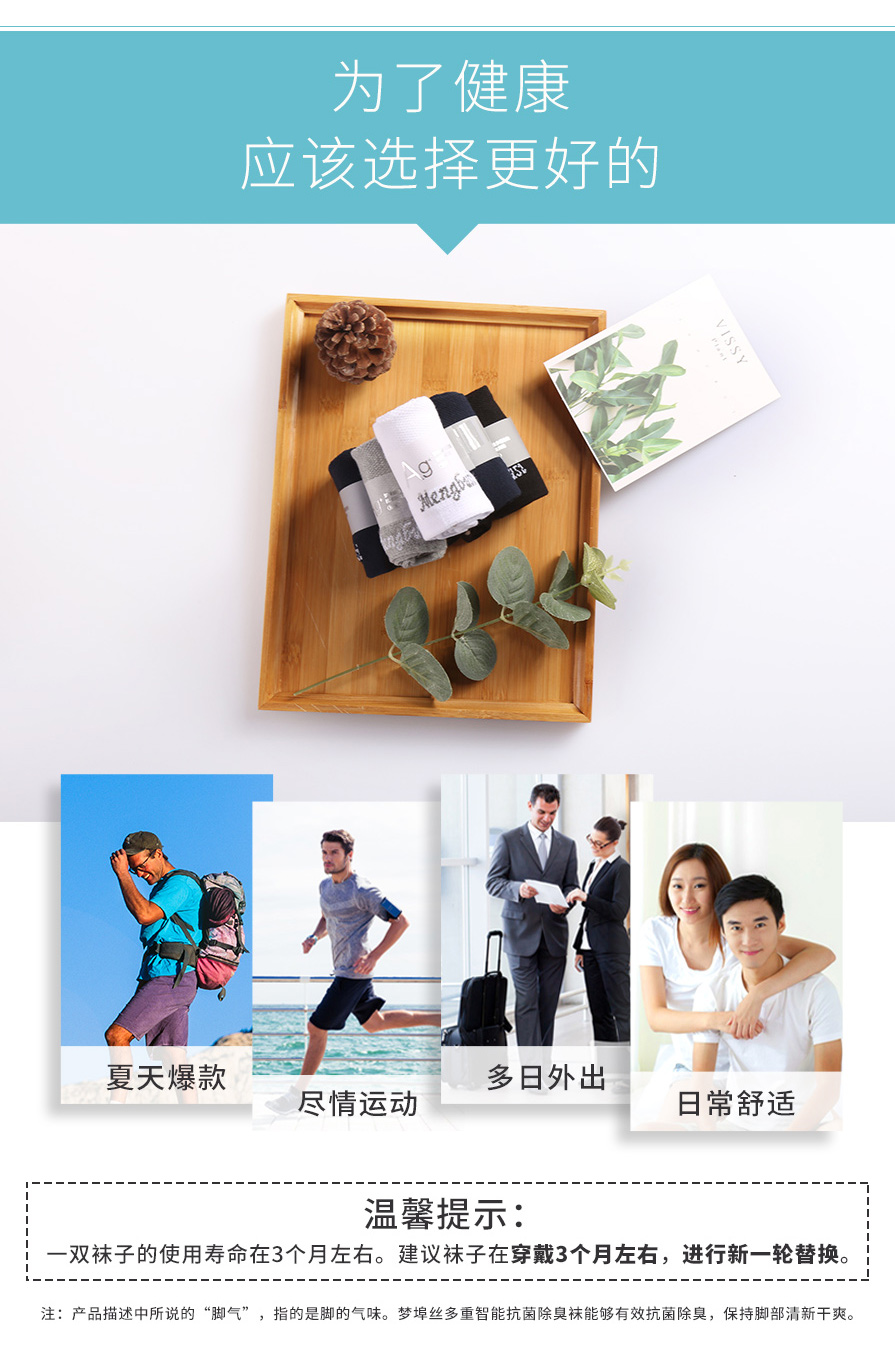 为了健康
应该选择更好的
VISSY
Plant
Ag
夏天爆款
尽情运动
多日外出
日常舒适
温馨提示：
一双袜子的使用寿命在3个月左右。建议袜子在穿戴3个月左右，进行新一轮替换。
注：产品描述中所说的“脚气”，指的是脚的气味。梦埠丝多重智能抗菌除臭袜能够有效抗菌除臭，保持脚部清新干爽。